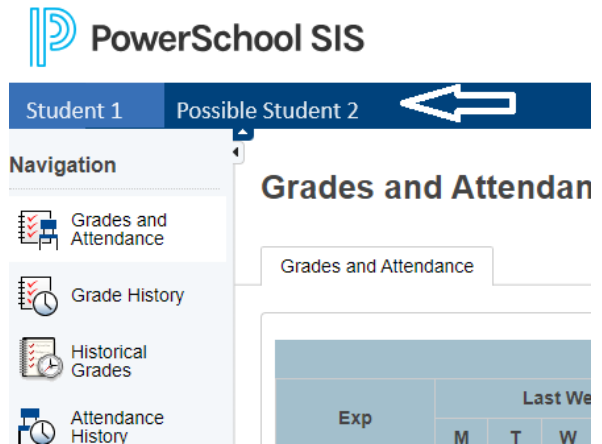 PowerSchool SIS
Student 1 Possible Student 2
Navigation
Grades and Attendan
Grades and
Attendance
Grades and Attendance
Grade History
Historical
Grades
Last We
Exp
M T W
Attendance
History